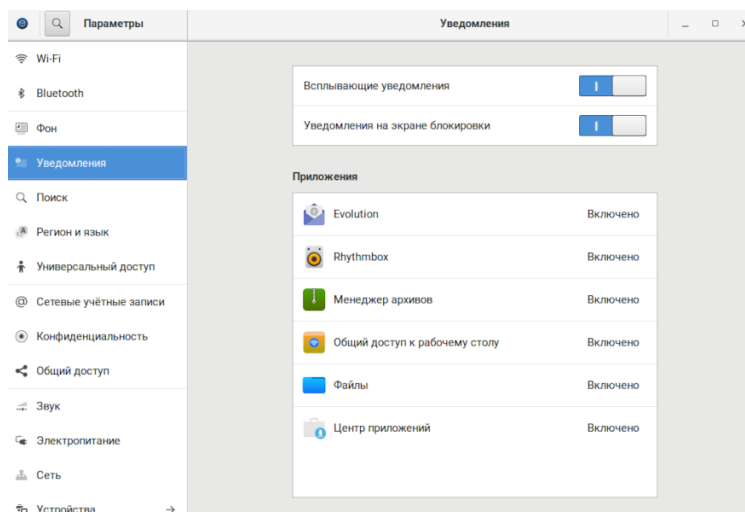 Параметры
Уведомления
Wi-Fi
Bluetooth
Фон
Уведомления
Поиск
Регион и язык
Универсальный доступ
Сетевые учётные записи
Конфиденциальность
Общий доступ
Звук
Электропитание
Сеть
Устройства
Всплывающие уведомления
Уведомления на экране блокировки
Приложения
Evolution Включено
Rhythmbox Включено
Менеджер архивов Включено
Общий доступ к рабочему столу Включено
Файлы Включено
Центр приложений Включено